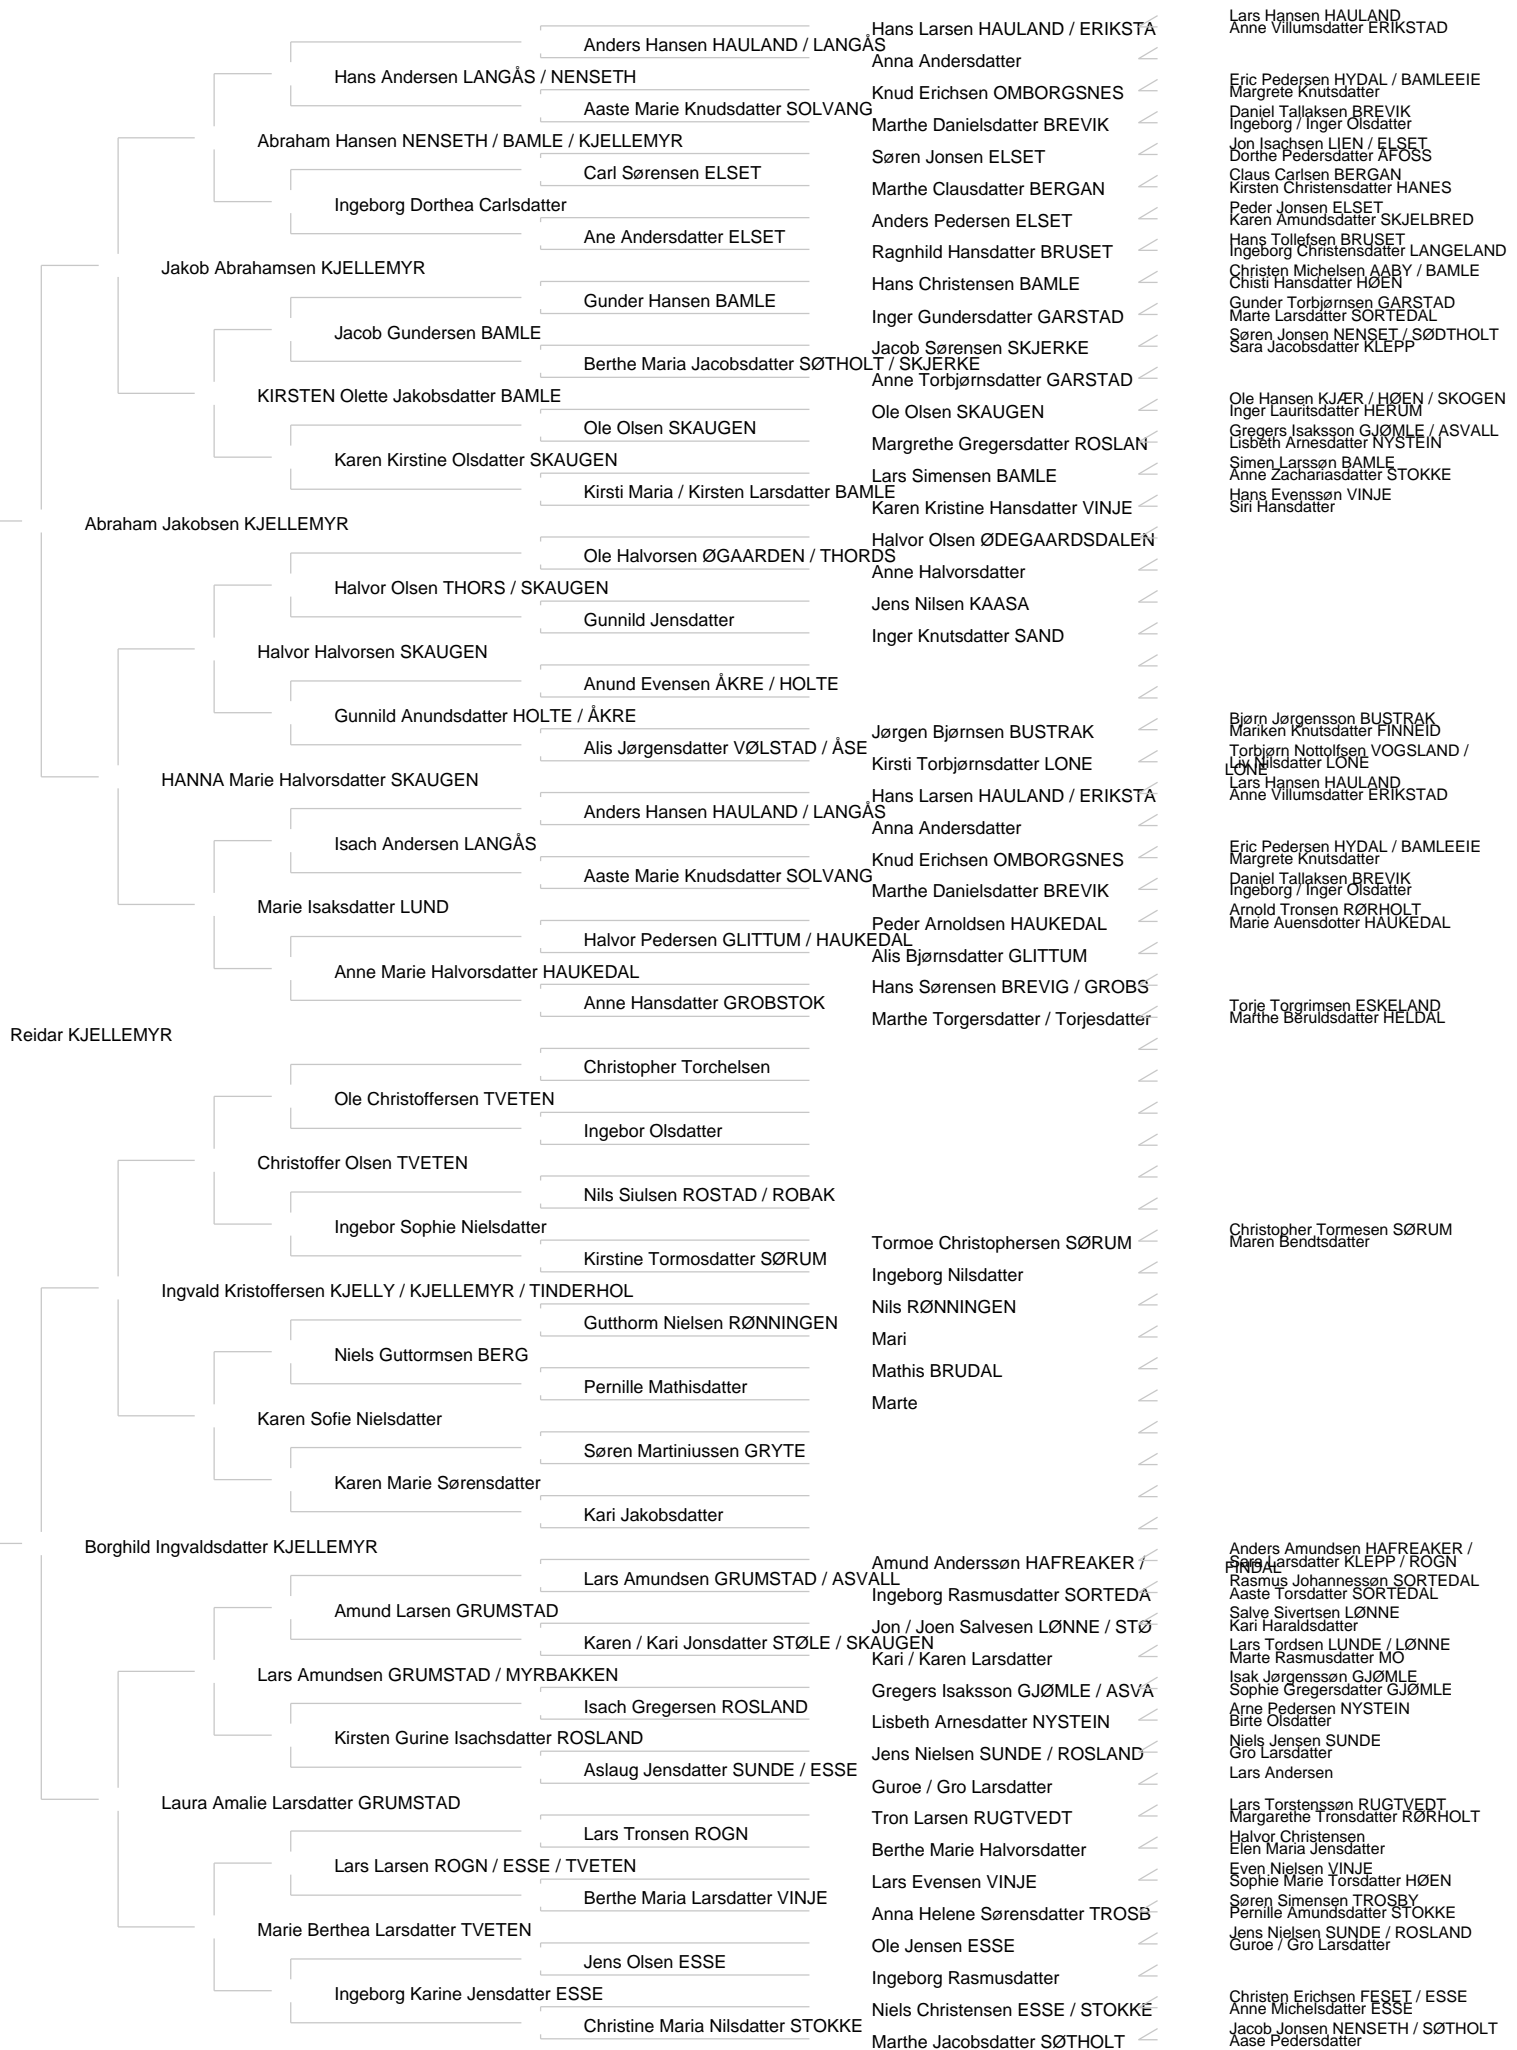 Lars Hansen HAULAND
Hans Larsen HAULAND / ERIKSTA
Anne Villumsdatter ERIKSTAD
Anders Hansen HAULAND / LANGÅS
Anna Andersdatter
Hans Andersen LANGÅS / NENSETH
Eric Pedersen HYDAL / BAMLEEIE
Knud Erichsen OMBORGSNES
Margrete Knutsdatter
Aaste Marie Knudsdatter SOLVANG
Daniel Tallaksen BREVIK
Marthe Danielsdatter BREVIK
Ingeborg / Inger Olsdatter
Abraham Hansen NENSETH / BAMLE / KJELLEMYR
Jon Isachsen LIEN / ELSET
Søren Jonsen ELSET
Dorthe Pedersdatter AFOSS
Carl Sørensen ELSET
Claus Carlsen BERGAN
Marthe Clausdatter BERGAN
Kirsten Christensdatter HANES
Ingeborg Dorthea Carlsdatter
Peder Jonsen ELSET
Anders Pedersen ELSET
Karen Amundsdatter SKJELBRED
Ane Andersdatter ELSET
Hans Tollefsen BRUSET
Ragnhild Hansdatter BRUSET
Ingeborg Christensdatter LANGELAND
Jakob Abrahamsen KJELLEMYR
Christen Michelsen AABY / BAMLE
Hans Christensen BAMLE
Chisti Hansdatter HØEN
Gunder Hansen BAMLE
Gunder Torbjørnsen GARSTAD
Inger Gundersdatter GARSTAD
Marte Larsdatter SORTEDAL
Jacob Gundersen BAMLE
Søren Jonsen NENSET / SØDTHOLT
Jacob Sørensen SKJERKE
Sara Jacobsdatter KLEPP
Berthe Maria Jacobsdatter SØTHOLT / SKJERKE
Anne Torbjørnsdatter GARSTAD
KIRSTEN Olette Jakobsdatter BAMLE
Ole Hansen KJÆR / HØEN / SKOGEN
Ole Olsen SKAUGEN
Inger Lauritsdatter HERUM
Ole Olsen SKAUGEN
Gregers Isaksson GJØMLE / ASVALL
Margrethe Gregersdatter ROSLAN
Lisbeth Arnesdatter NYSTEIN
Karen Kirstine Olsdatter SKAUGEN
Simen Larssøn BAMLE
Lars Simensen BAMLE
Anne Zachariasdatter STOKKE
Kirsti Maria / Kirsten Larsdatter BAMLE
Hans Evenssøn VINJE
Karen Kristine Hansdatter VINJE
Siri Hansdatter
Abraham Jakobsen KJELLEMYR
Halvor Olsen ØDEGAARDSDALEN
Ole Halvorsen ØGAARDEN / THORDS
Anne Halvorsdatter
Halvor Olsen THORS / SKAUGEN
Jens Nilsen KAASA
Gunnild Jensdatter
Inger Knutsdatter SAND
Halvor Halvorsen SKAUGEN
Anund Evensen ÅKRE / HOLTE
Gunnild Anundsdatter HOLTE / ÅKRE
Bjørn Jørgensson BUSTRAK
Jørgen Bjørnsen BUSTRAK
Mariken Knutsdatter FINNEID
Alis Jørgensdatter VØLSTAD / ÅSE
Torbjørn Nottolfsen VOGSLAND /
LONE
Kirsti Torbjørnsdatter LONE
Liv Nilsdatter LONE
HANNA Marie Halvorsdatter SKAUGEN
Lars Hansen HAULAND
Hans Larsen HAULAND / ERIKSTA
Anne Villumsdatter ERIKSTAD
Anders Hansen HAULAND / LANGÅS
Anna Andersdatter
Isach Andersen LANGÅS
Eric Pedersen HYDAL / BAMLEEIE
Knud Erichsen OMBORGSNES
Margrete Knutsdatter
Aaste Marie Knudsdatter SOLVANG
Daniel Tallaksen BREVIK
Marthe Danielsdatter BREVIK
Ingeborg / Inger Olsdatter
Marie Isaksdatter LUND
Arnold Tronsen RØRHOLT
Peder Arnoldsen HAUKEDAL
Marie Auensdotter HAUKEDAL
Halvor Pedersen GLITTUM / HAUKEDAL
Alis Bjørnsdatter GLITTUM
Anne Marie Halvorsdatter HAUKEDAL
Hans Sørensen BREVIG / GROBS
Anne Hansdatter GROBSTOK
Torje Torgrimsen ESKELAND
Marthe Torgersdatter / Torjesdatter
Marthe Beruldsdatter HELDAL
Reidar KJELLEMYR
Christopher Torchelsen
Ole Christoffersen TVETEN
Ingebor Olsdatter
Christoffer Olsen TVETEN
Nils Siulsen ROSTAD / ROBAK
Ingebor Sophie Nielsdatter
Christopher Tormesen SØRUM
Tormoe Christophersen SØRUM
Maren Bendtsdatter
Kirstine Tormosdatter SØRUM
Ingeborg Nilsdatter
Ingvald Kristoffersen KJELLY / KJELLEMYR / TINDERHOL
Nils RØNNINGEN
Gutthorm Nielsen RØNNINGEN
Mari
Niels Guttormsen BERG
Mathis BRUDAL
Pernille Mathisdatter
Marte
Karen Sofie Nielsdatter
Søren Martiniussen GRYTE
Karen Marie Sørensdatter
Kari Jakobsdatter
Borghild Ingvaldsdatter KJELLEMYR
Anders Amundsen HAFREAKER /
FINDAL
Amund Anderssøn HAFREAKER /
Sara Larsdatter KLEPP / ROGN
Lars Amundsen GRUMSTAD / ASVALL
Rasmus Johannessøn SORTEDAL
Ingeborg Rasmusdatter SORTEDA
Aaste Torsdatter SORTEDAL
Amund Larsen GRUMSTAD
Salve Sivertsen LØNNE
Jon / Joen Salvesen LØNNE / STØ
Kari Haraldsdatter
Karen / Kari Jonsdatter STØLE / SKAUGEN
Lars Tordsen LUNDE / LØNNE
Kari / Karen Larsdatter
Marte Rasmusdatter MO
Lars Amundsen GRUMSTAD / MYRBAKKEN
Isak Jørgenssøn GJØMLE
Gregers Isaksson GJØMLE / ASVA
Sophie Gregersdatter GJØMLE
Isach Gregersen ROSLAND
Arne Pedersen NYSTEIN
Lisbeth Arnesdatter NYSTEIN
Birte Olsdatter
Kirsten Gurine Isachsdatter ROSLAND
Niels Jensen SUNDE
Jens Nielsen SUNDE / ROSLAND
Gro Larsdatter
Aslaug Jensdatter SUNDE / ESSE
Lars Andersen
Guroe / Gro Larsdatter
Laura Amalie Larsdatter GRUMSTAD
Lars Torstenssøn RUGTVEDT
Tron Larsen RUGTVEDT
Margarethe Tronsdatter RØRHOLT
Lars Tronsen ROGN
Halvor Christensen
Berthe Marie Halvorsdatter
Elen Maria Jensdatter
Lars Larsen ROGN / ESSE / TVETEN
Even Nielsen VINJE
Lars Evensen VINJE
Sophie Marie Torsdatter HØEN
Berthe Maria Larsdatter VINJE
Søren Simensen TROSBY
Anna Helene Sørensdatter TROSB
Pernille Amundsdatter STOKKE
Marie Berthea Larsdatter TVETEN
Jens Nielsen SUNDE / ROSLAND
Ole Jensen ESSE
Guroe / Gro Larsdatter
Jens Olsen ESSE
Ingeborg Rasmusdatter
Ingeborg Karine Jensdatter ESSE
Christen Erichsen FESET / ESSE
Niels Christensen ESSE / STOKKE
Anne Michelsdatter ESSE
Christine Maria Nilsdatter STOKKE
Jacob Jonsen NENSETH / SØTHOLT
Marthe Jacobsdatter SØTHOLT
Aase Pedersdatter